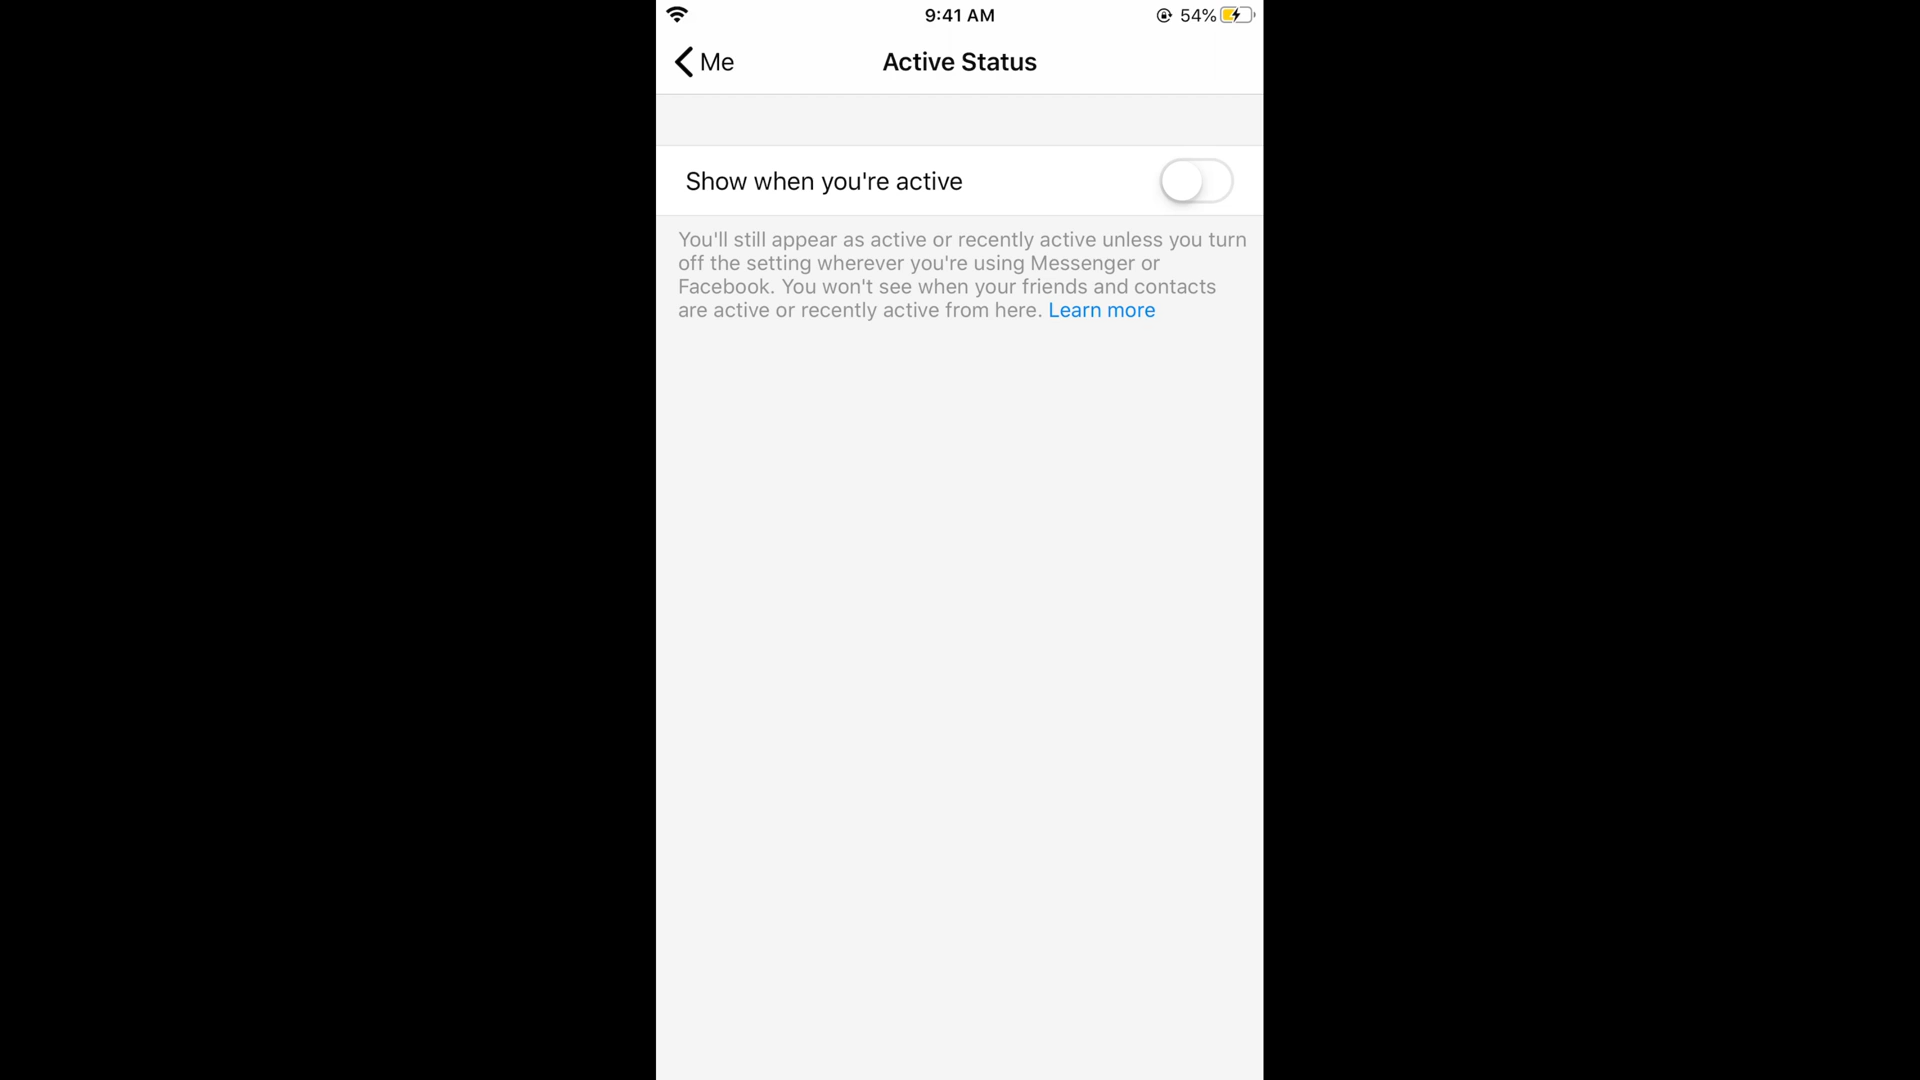 9:41 AM
54%
Me
Active Status
Show when you're active
You'll still appear as active or recently active unless you turn
off the setting wherever you're using Messenger or
Facebook. You won't see when your friends and contacts
are active or recently active from here. Learn more